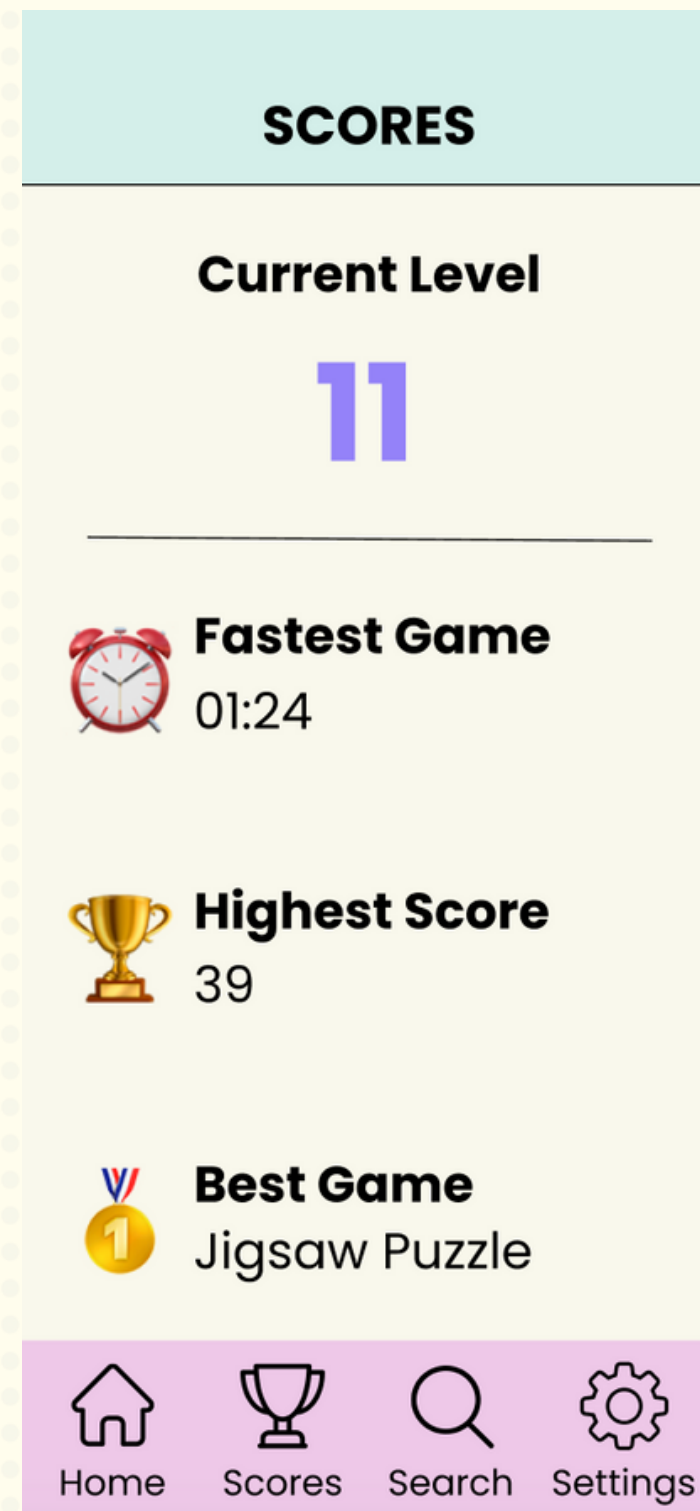 SCORES
Current Level
11
Fastest Game
01:24
Highest Score
39
1
Best Game
Jigsaw Puzzle
Home Scores Search Settings